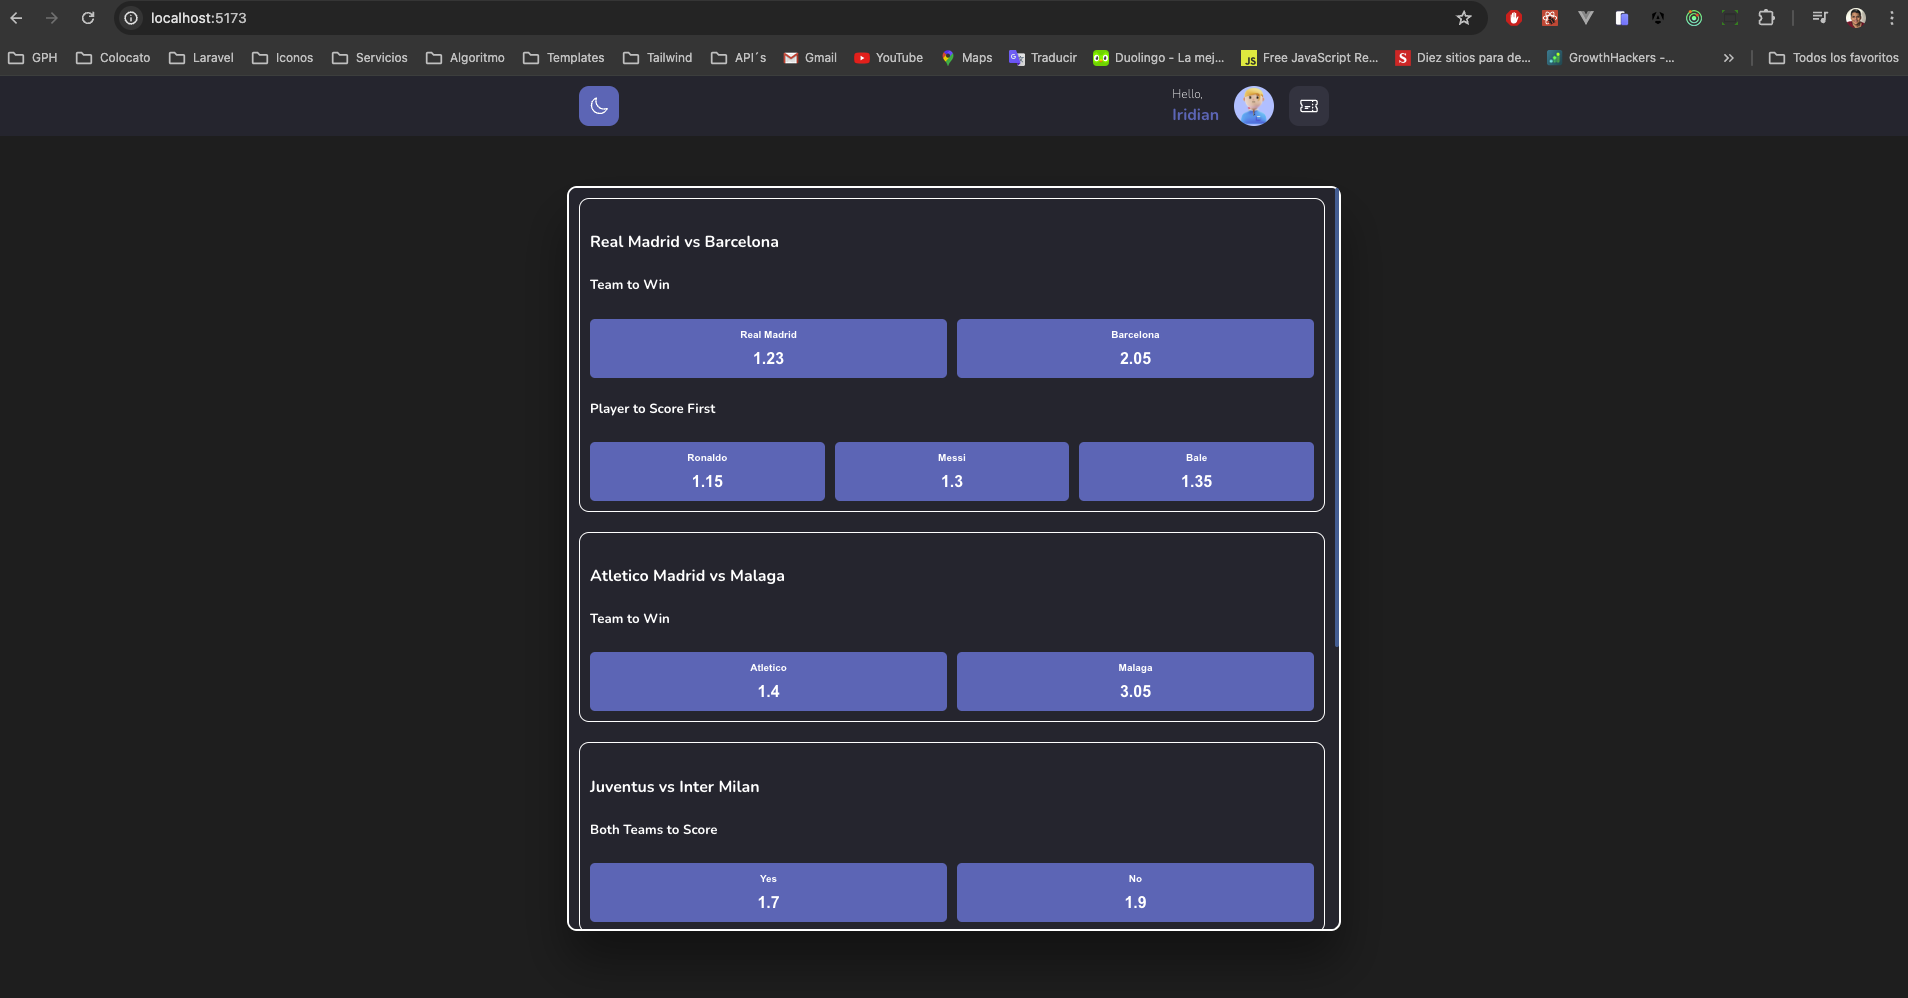 localhost:5173
GPH Colocato Laravel Iconos Servicios Algoritmo Templates Tailwind API´s Gmail YouTube Maps Traducir Duolingo - La mej... Free JavaScript Re... Diez sitios para de... GrowthHackers -... Todos los favoritos
Hello,
Iridian
Real Madrid vs Barcelona
Team to Win
Real Madrid Barcelona
1.23 2.05
Player to Score First
Ronaldo Messi Bale
1.15 1.3 1.35
Atletico Madrid vs Malaga
Team to Win
Atletico Malaga
1.4 3.05
Juventus vs Inter Milan
Both Teams to Score
Yes No
1.7 1.9